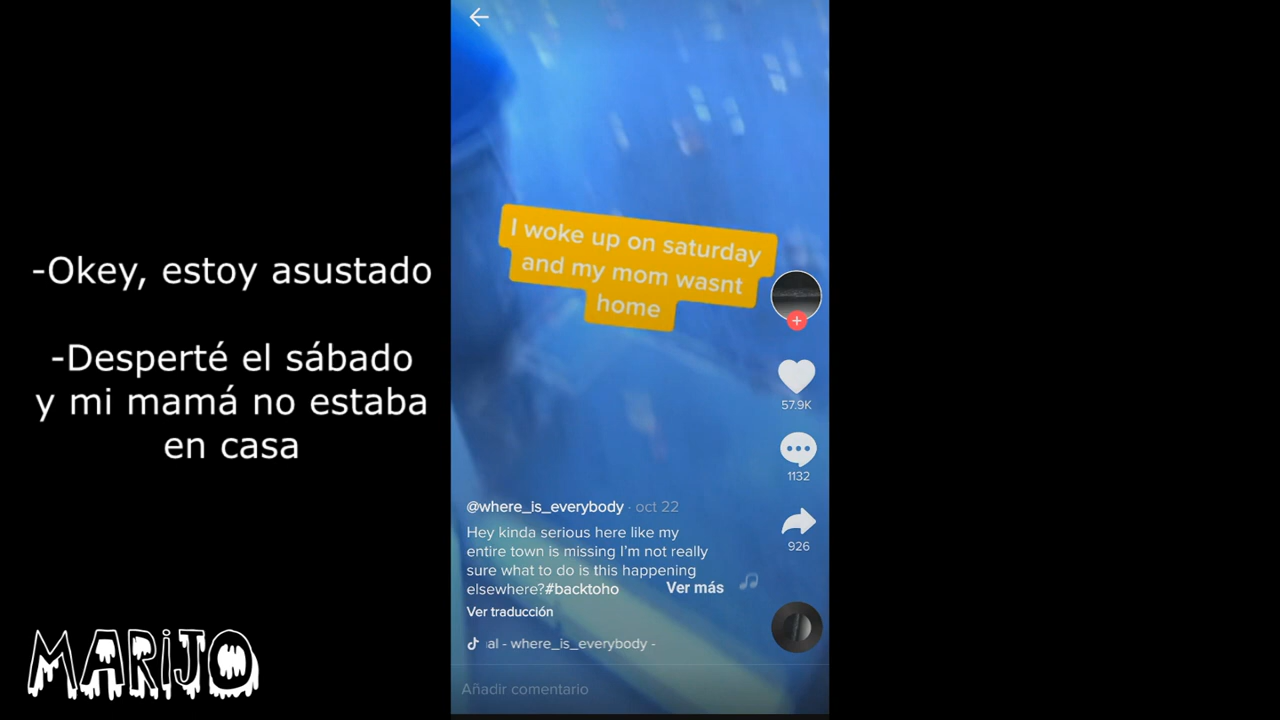 -Okey, estoy asustado
-Desperté el sábado
y mi mamá no estaba
en casa
MARIJO
I woke up on saturday
and my mom wasnt
home
57.9K
1132
926
@where_is_everybody · oct 22
Hey kinda serious here like my
entire town is missing I'm not really
sure what to do is this happening
elsewhere?#backtoho Ver más
Ver traducción
al - where_is_everybody -
Añadir comentario